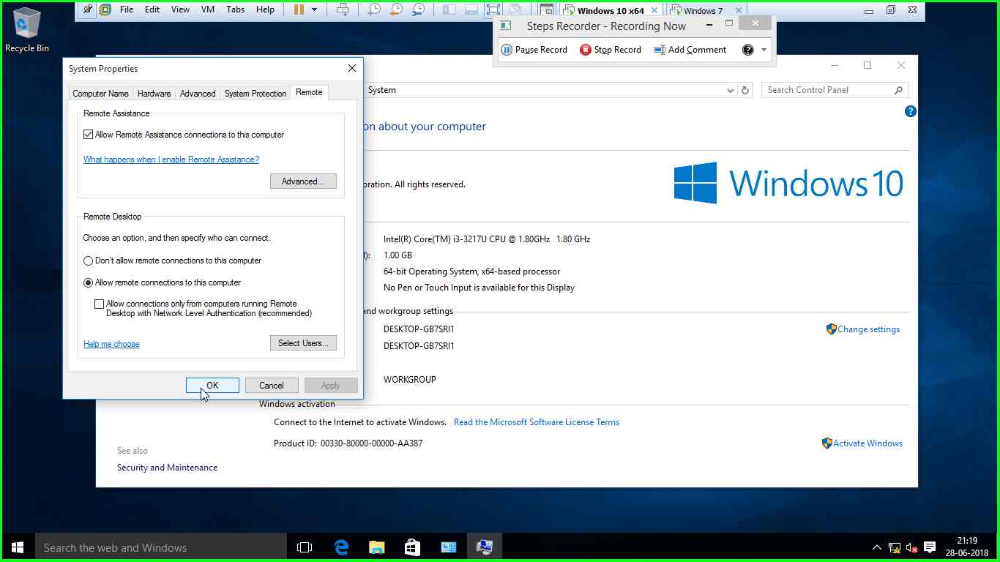 File Edit View VM Tabs Help
Windows 10 x64
Windows 7
Recycle Bin
Steps Recorder - Recording Now
Pause Record Stop Record Add Comment
System Properties
Computer Name Hardware Advanced System Protection Remote
Remote Assistance
Allow Remote Assistance connections to this computer
What happens when I enable Remote Assistance?
Advanced...
Remote Desktop
Choose an option, and then specify who can connect.
Don't allow remote connections to this computer
Allow remote connections to this computer
Allow connections only from computers running Remote
Desktop with Network Level Authentication (recommended)
Help me choose
Select Users...
OK Cancel Apply
System
Search Control Panel
on about your computer
oration. All rights reserved.
Windows 10
Intel(R) Core(TM) i3-3217U CPU @ 1.80GHz 1.80 GHz
): 1.00 GB
64-bit Operating System, x64-based processor
No Pen or Touch Input is available for this Display
and workgroup settings
DESKTOP-GB7SRI1
Change settings
DESKTOP-GB7SRI1
WORKGROUP
Windows activation
Connect to the Internet to activate Windows. Read the Microsoft Software License Terms
Product ID: 00330-80000-00000-AA387
Activate Windows
See also
Security and Maintenance
Search the web and Windows
21:19
28-06-2018